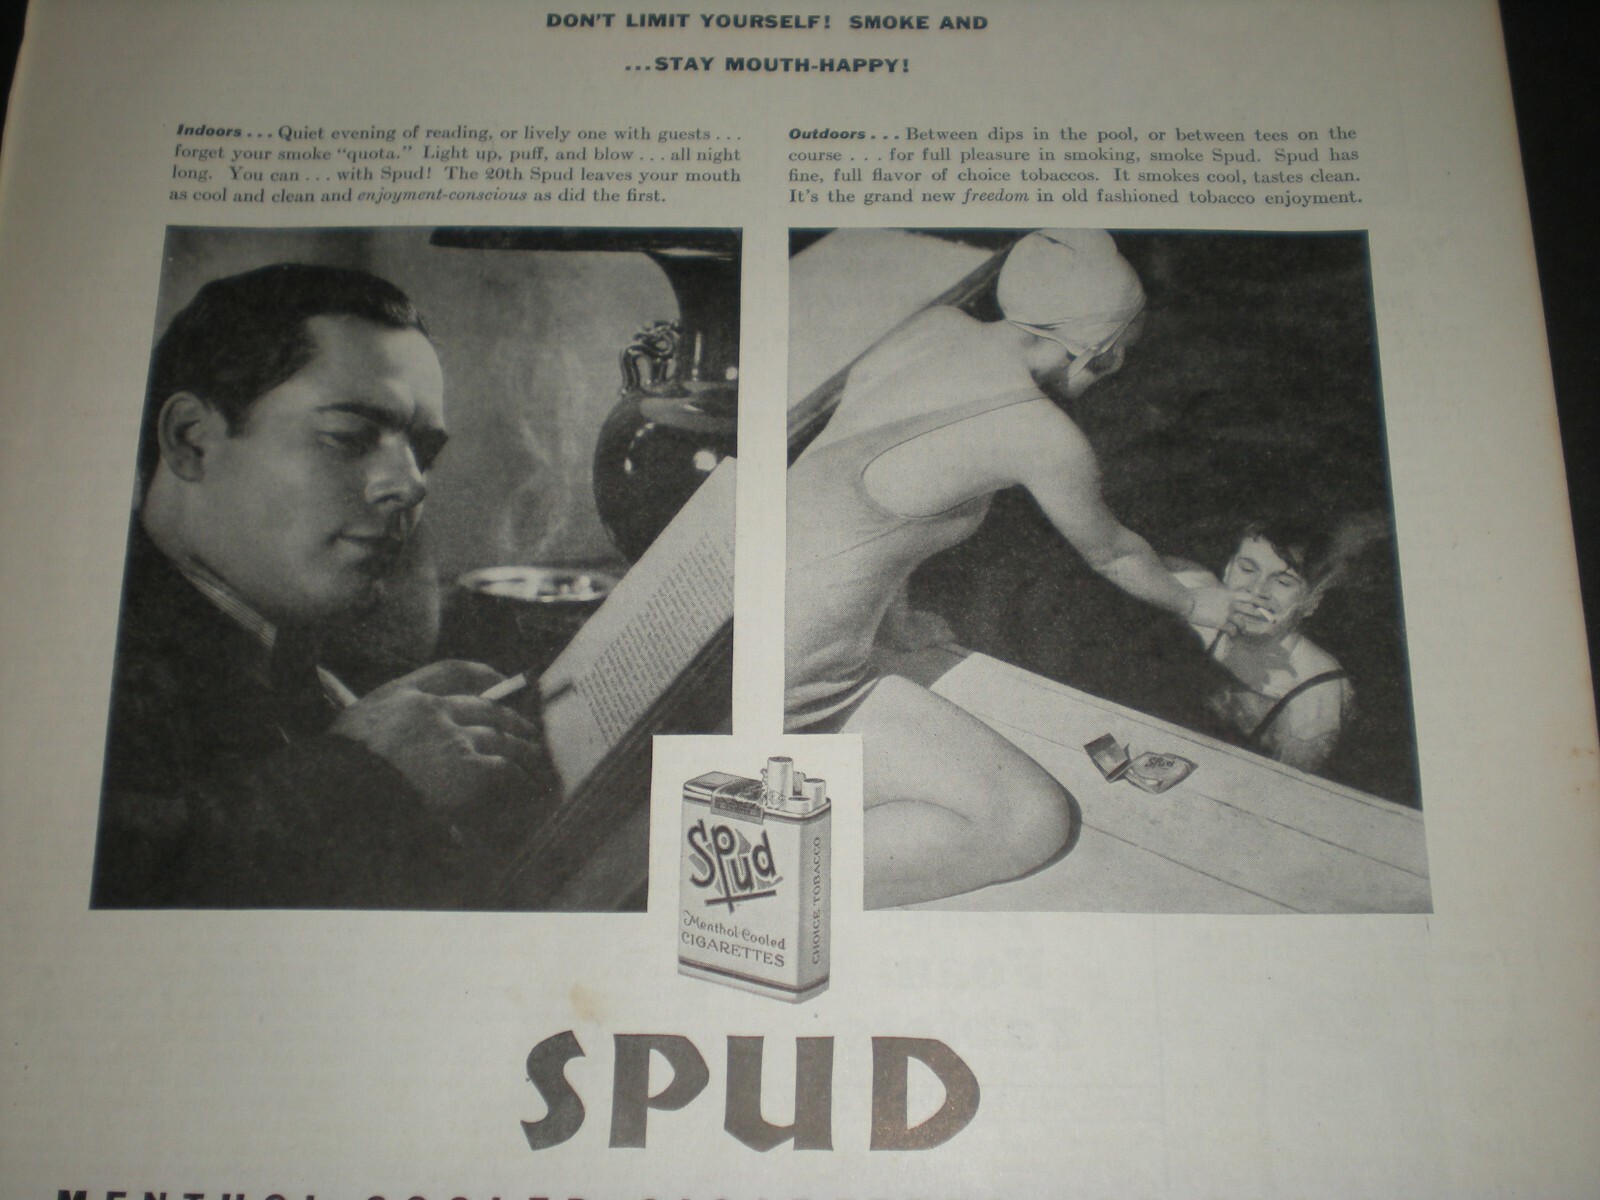 DON'T LIMIT YOURSELF! SMOKE AND
...STAY MOUTH-HAPPY!
Indoors... Quiet evening of reading, or lively one with guests...
forget your smoke "quota." Light up, puff, and blow... all night
long. You can... with Spud! The 20th Spud leaves your mouth
as cool and clean and enjoyment-conscious as did the first.
Outdoors... Between dips in the pool, or between tees on the
course... for full pleasure in smoking, smoke Spud. Spud has
fine, full flavor of choice tobaccos. It smokes cool, tastes clean.
It's the grand new freedom in old fashioned tobacco enjoyment.
Spud
Spud
Menthol-Cooled
CIGARETTES
CHOICE TOBACCO
SPUD
MENTHOL-COOLED